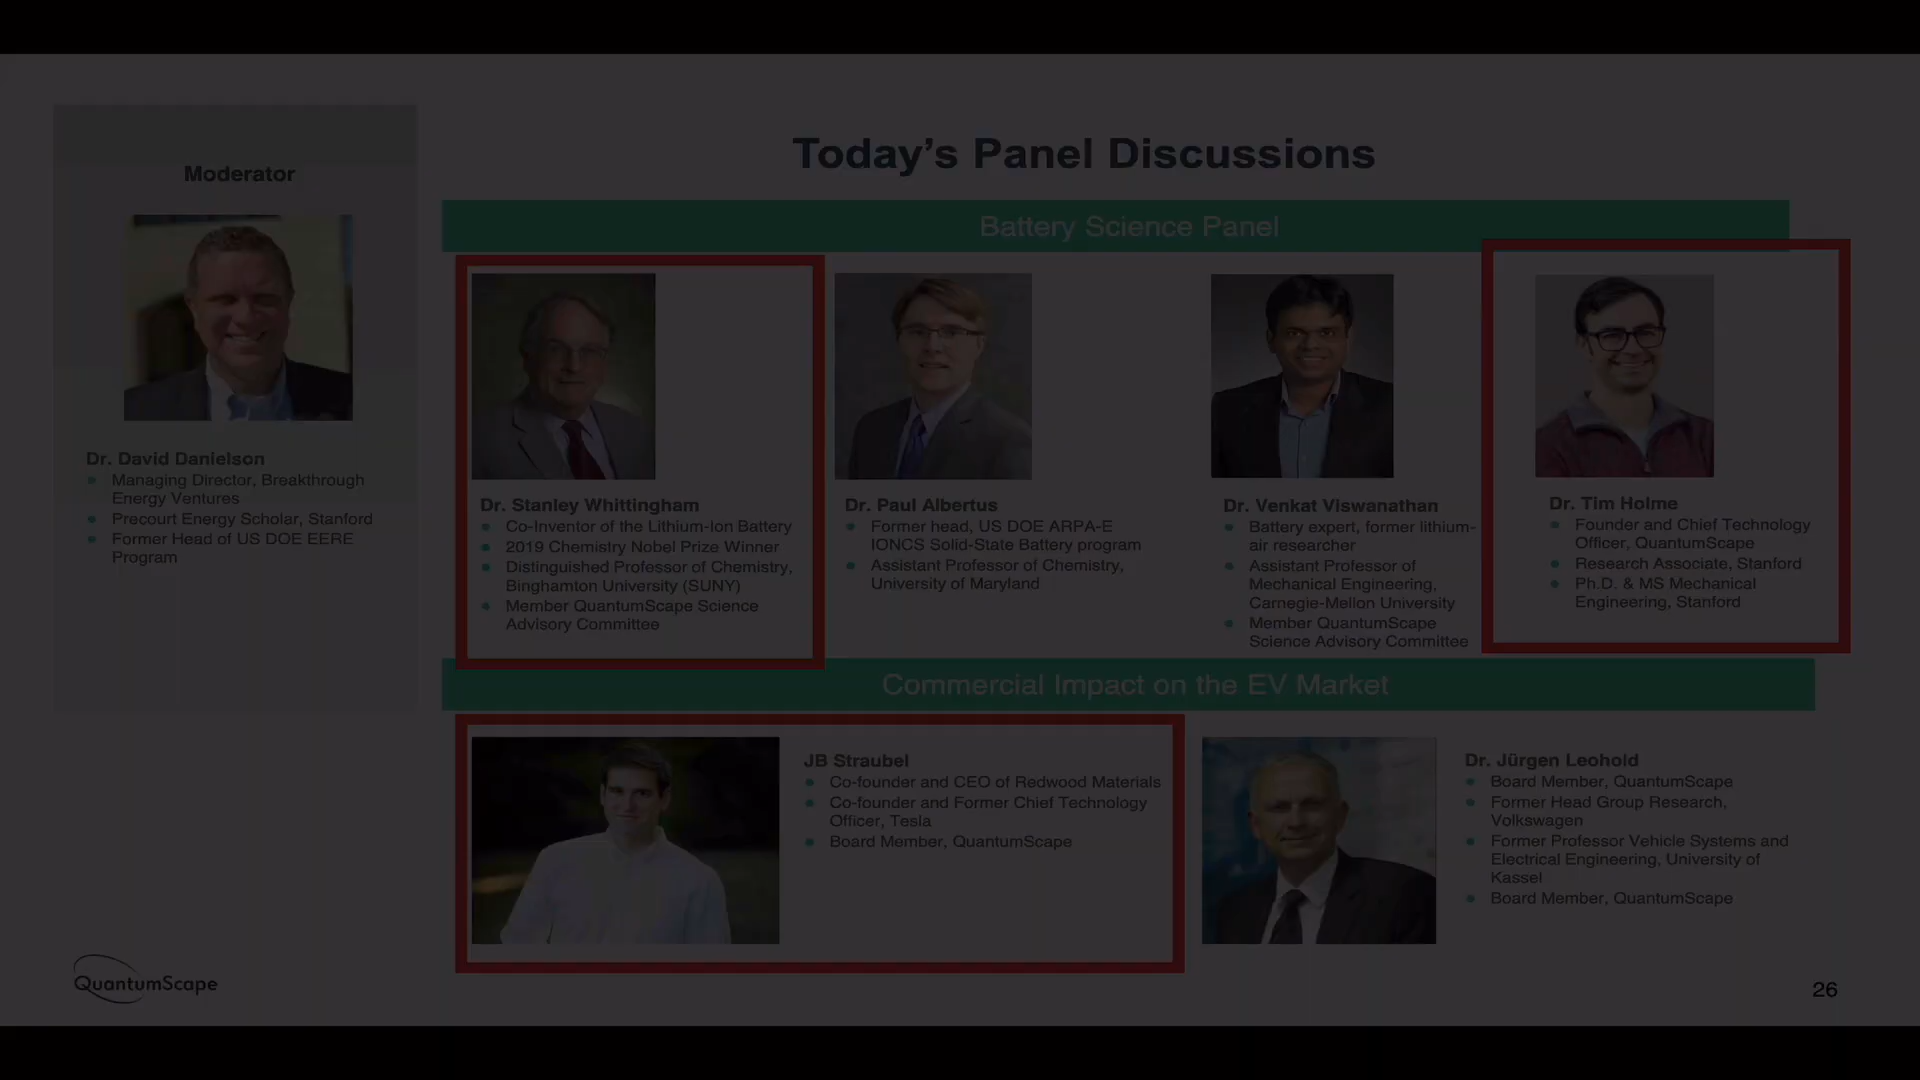 Today's Panel Discussions
Moderator
Dr. David Danielson
Managing Director, Breakthrough
Energy Ventures
Precourt Energy Scholar, Stanford
Former Head of US DOE EERE
Program
Battery Science Panel
Dr. Stanley Whittingham
Co-Inventor of the Lithium-Ion Battery
2019 Chemistry Nobel Prize Winner
Distinguished Professor of Chemistry,
Binghamton University (SUNY)
Member QuantumScape Science
Advisory Committee
Dr. Paul Albertus
Former head, US DOE ARPA-E
IONCS Solid-State Battery program
Assistant Professor of Chemistry,
University of Maryland
Dr. Venkat Viswanathan
Battery expert, former lithium-
air researcher
Assistant Professor of
Mechanical Engineering,
Carnegie-Mellon University
Member QuantumScape
Science Advisory Committee
Dr. Tim Holme
Founder and Chief Technology
Officer, QuantumScape
Research Associate, Stanford
Ph.D. & MS Mechanical
Engineering, Stanford
Commercial Impact on the EV Market
JB Straubel
Co-founder and CEO of Redwood Materials
Co-founder and Former Chief Technology
Officer, Tesla
Board Member, QuantumScape
Dr. Jürgen Leohold
Board Member, QuantumScape
Former Head Group Research,
Volkswagen
Former Professor Vehicle Systems and
Electrical Engineering, University of
Kassel
Board Member, QuantumScape
QuantumScape
26